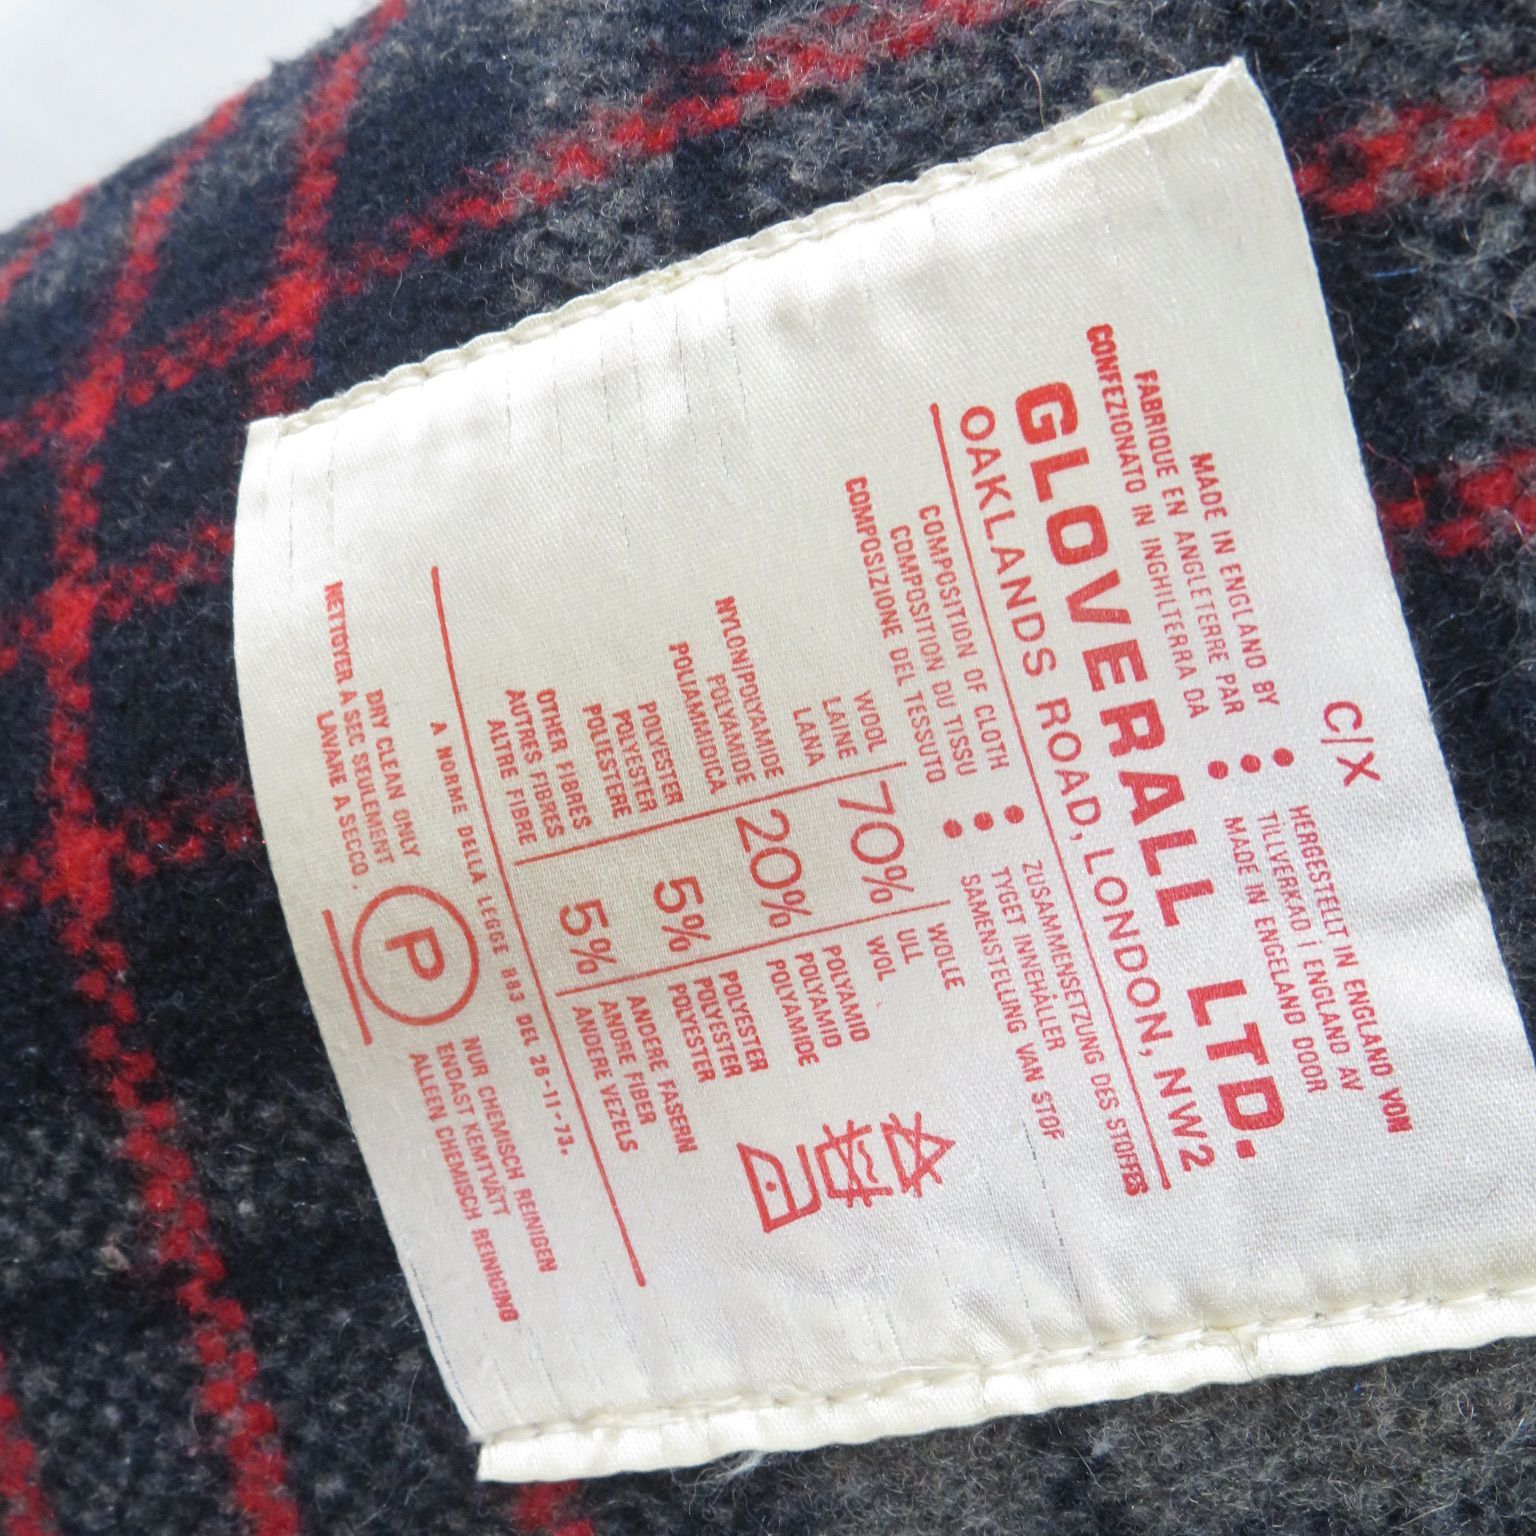 C/X
MADE IN ENGLAND BY • HERGESTELLT IN ENGLAND VON
FABRIQUE EN ANGLETERRE PAR • TILLVERKAD I ENGLAND AV
CONFEZIONATO IN INGHILTERRA DA • MADE IN ENGELAND DOOR
GLOVERALL LTD.
OAKLANDS ROAD, LONDON, NW2
COMPOSITION OF CLOTH • ZUSAMMENSETZUNG DES STOFFES
COMPOSITION DU TISSU • TYGET INNEHÅLLER
COMPOSIZIONE DEL TESSUTO • SAMENSTELLING VAN STOF
WOOL
LAINE
LANA
70%
WOLLE
ULL
WOL
NYLON/POLYAMIDE
POLYAMIDE
POLIAMMIDICA
20%
POLYAMID
POLYAMID
POLYAMIDE
POLYESTER
POLYESTER
POLIESTERE
5%
POLYESTER
POLYESTER
POLYESTER
OTHER FIBRES
AUTRES FIBRES
ALTRE FIBRE
5%
ANDERE FASERN
ANDRE FIBER
ANDERE VEZELS
A NORME DELLA LEGGE 883 DEL 26-11-73.
DRY CLEAN ONLY
NETTOYER A SEC SEULEMENT
LAVARE A SECCO.
P
NUR CHEMISCH REINIGEN
ENDAST KEMTVÄTT
ALLEEN CHEMISCH REINIGING